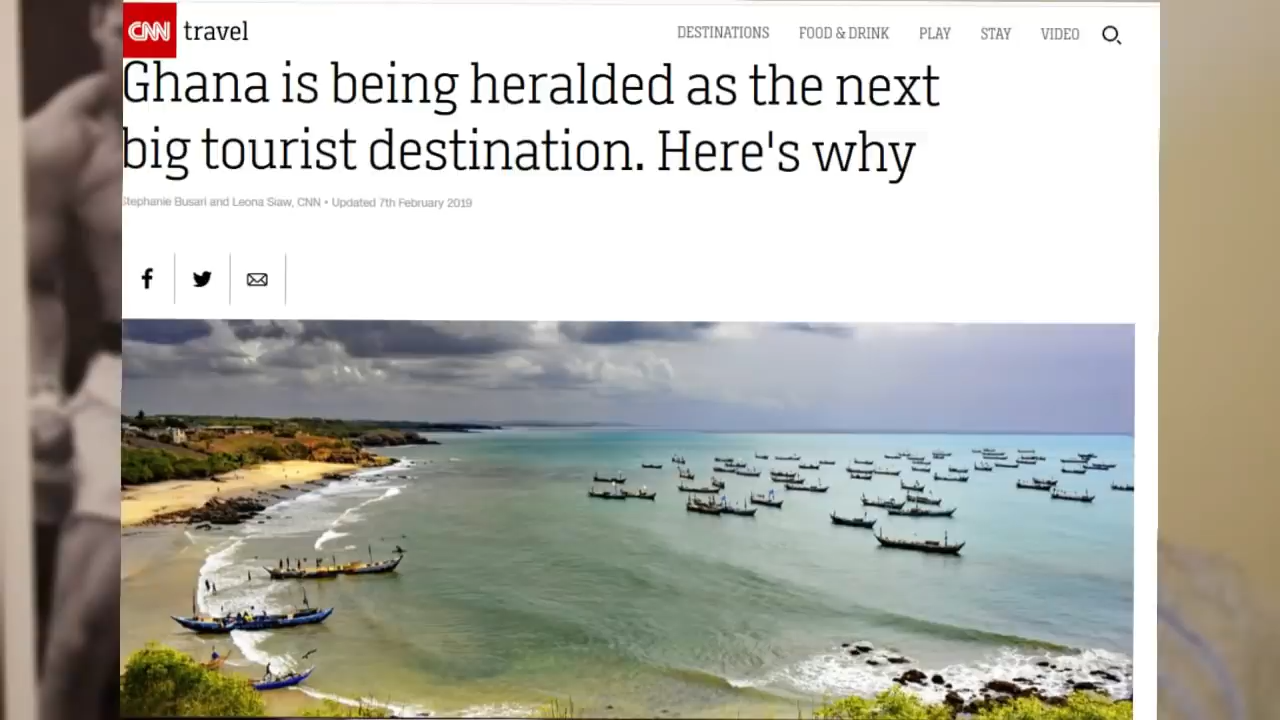 CNN travel
DESTINATIONS FOOD & DRINK PLAY STAY VIDEO
Ghana is being heralded as the next
big tourist destination. Here's why
Stephanie Busari and Leona Siaw, CNN • Updated 7th February 2019